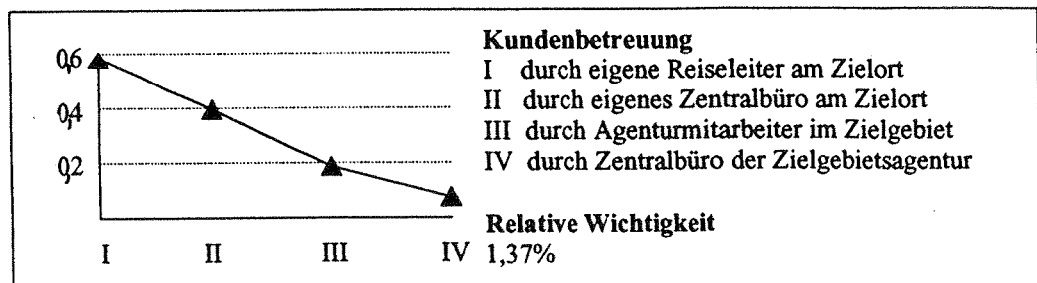 0,6
0,4
0,2
I II III IV
Kundenbetreuung
I durch eigene Reiseleiter am Zielort
II durch eigenes Zentralbüro am Zielort
III durch Agenturmitarbeiter im Zielgebiet
IV durch Zentralbüro der Zielgebietsagentur
Relative Wichtigkeit
1,37%